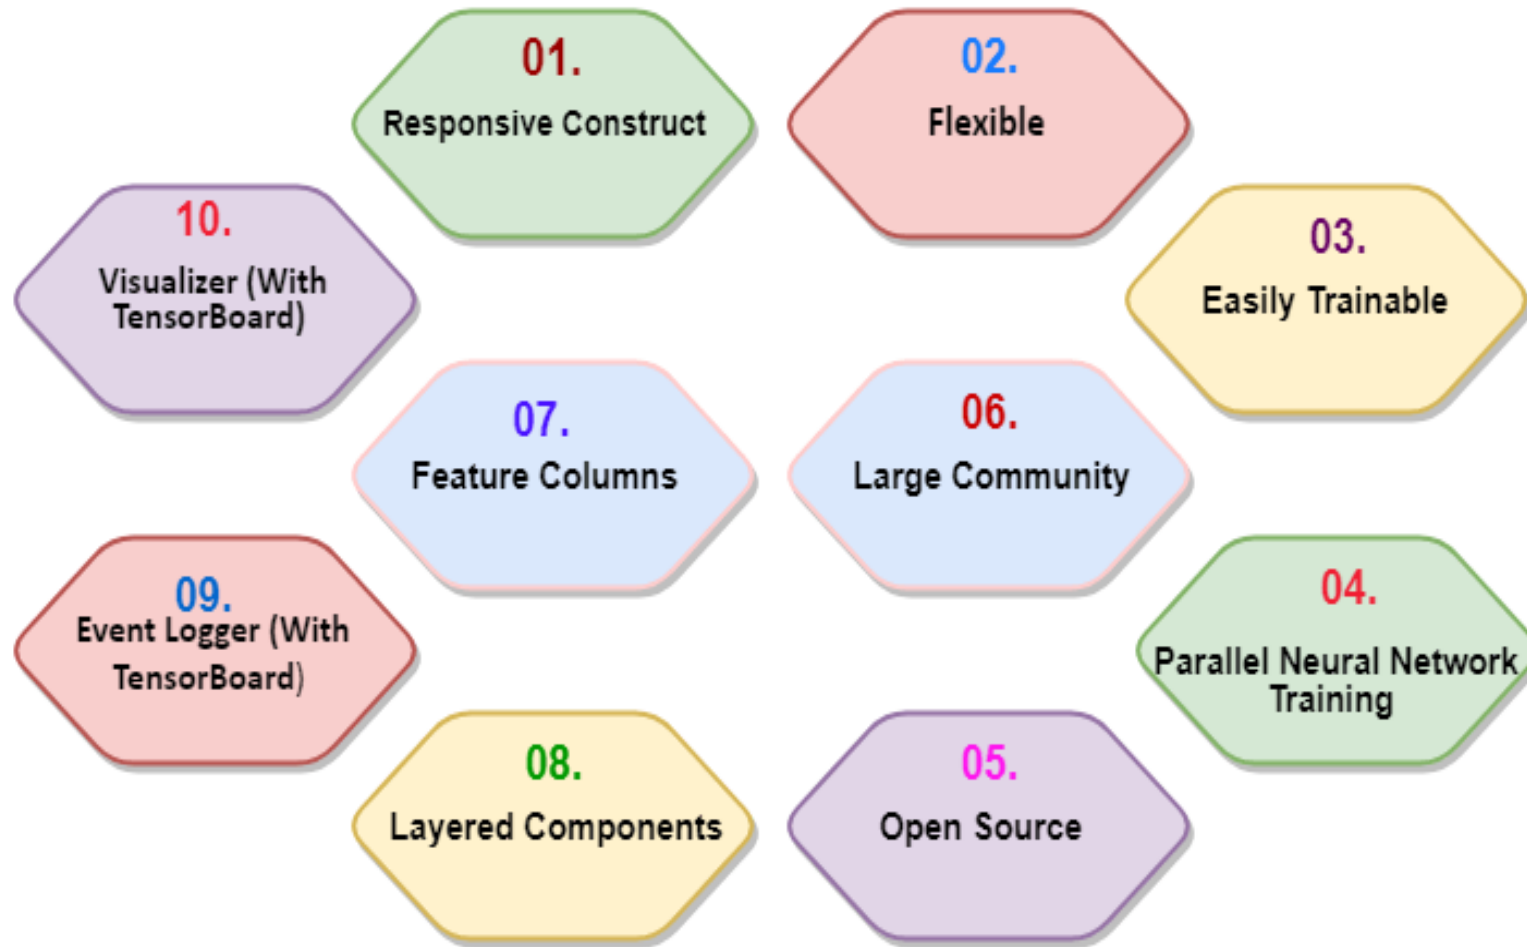 01.
Responsive Construct
02.
Flexible
03.
Easily Trainable
04.
Parallel Neural Network
Training
05.
Open Source
06.
Large Community
07.
Feature Columns
08.
Layered Components
09.
Event Logger (With
TensorBoard)
10.
Visualizer (With
TensorBoard)